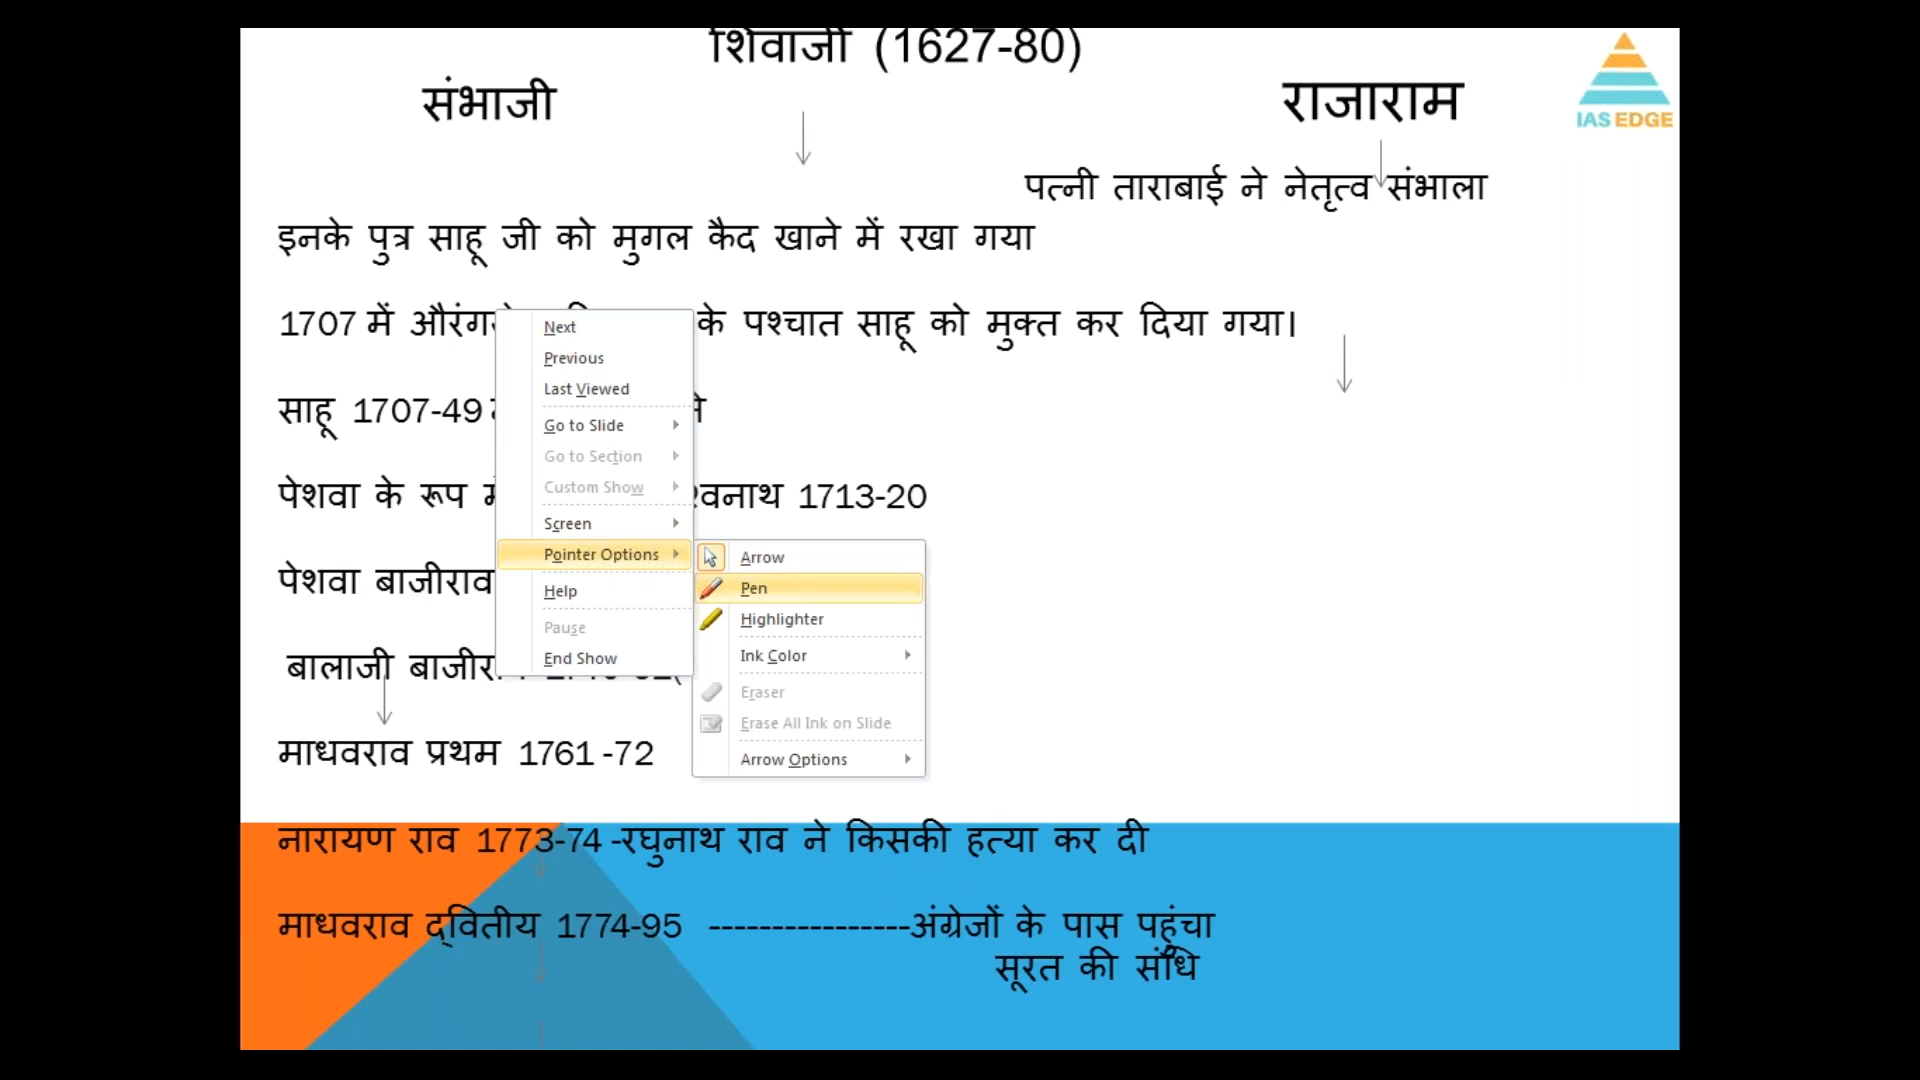 शिवाजी (1627-80)
संभाजी
राजाराम
IAS EDGE
पत्नी ताराबाई ने नेतृत्व संभाला
इनके पुत्र साहू जी को मुगल कैद खाने में रखा गया
1707 में के पश्चात साहू को मुक्त कर दिया गया।
साहू 1707-49
पेशवा के रूप 1713-20
पेशवा बाजीराव
बालाजी
माधवराव प्रथम 1761 -72
नारायण राव 1773-74 -रघुनाथ राव ने किसकी हत्या कर दी
माधवराव द्वितीय 1774-95 ----------------अंग्रेजों के पास पहुंचा
सूरत की संधि
Next
Previous
Last Viewed
Go to Slide
Go to Section
Custom Show
Screen
Pointer Options
Help
Pause
End Show
Arrow
Pen
Highlighter
Ink Color
Eraser
Erase All Ink on Slide
Arrow Options